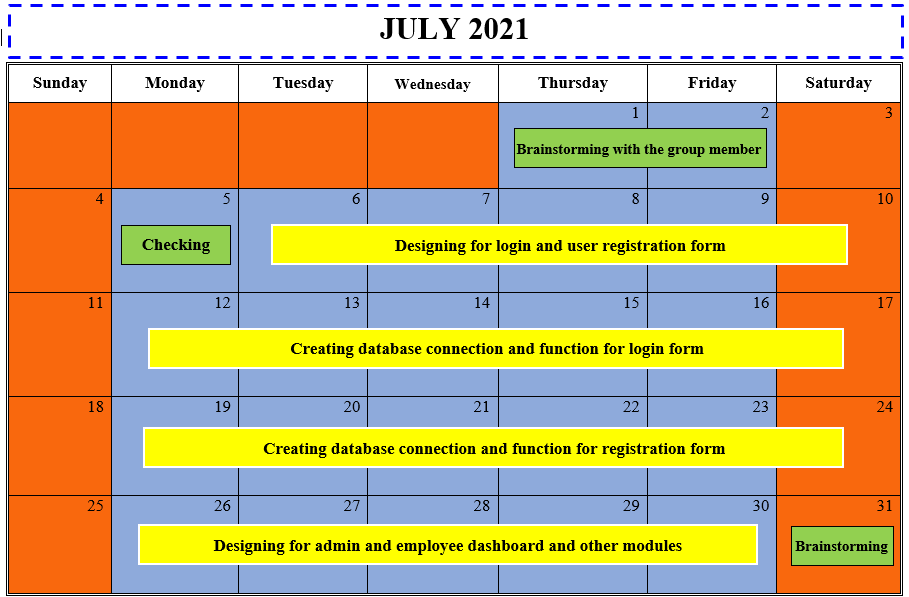 JULY 2021
Sunday Monday Tuesday Wednesday Thursday Friday Saturday
1 2 3
Brainstorming with the group member
4 5 6 7 8 9 10
Checking Designing for login and user registration form
11 12 13 14 15 16 17
Creating database connection and function for login form
18 19 20 21 22 23 24
Creating database connection and function for registration form
25 26 27 28 29 30 31
Designing for admin and employee dashboard and other modules Brainstorming